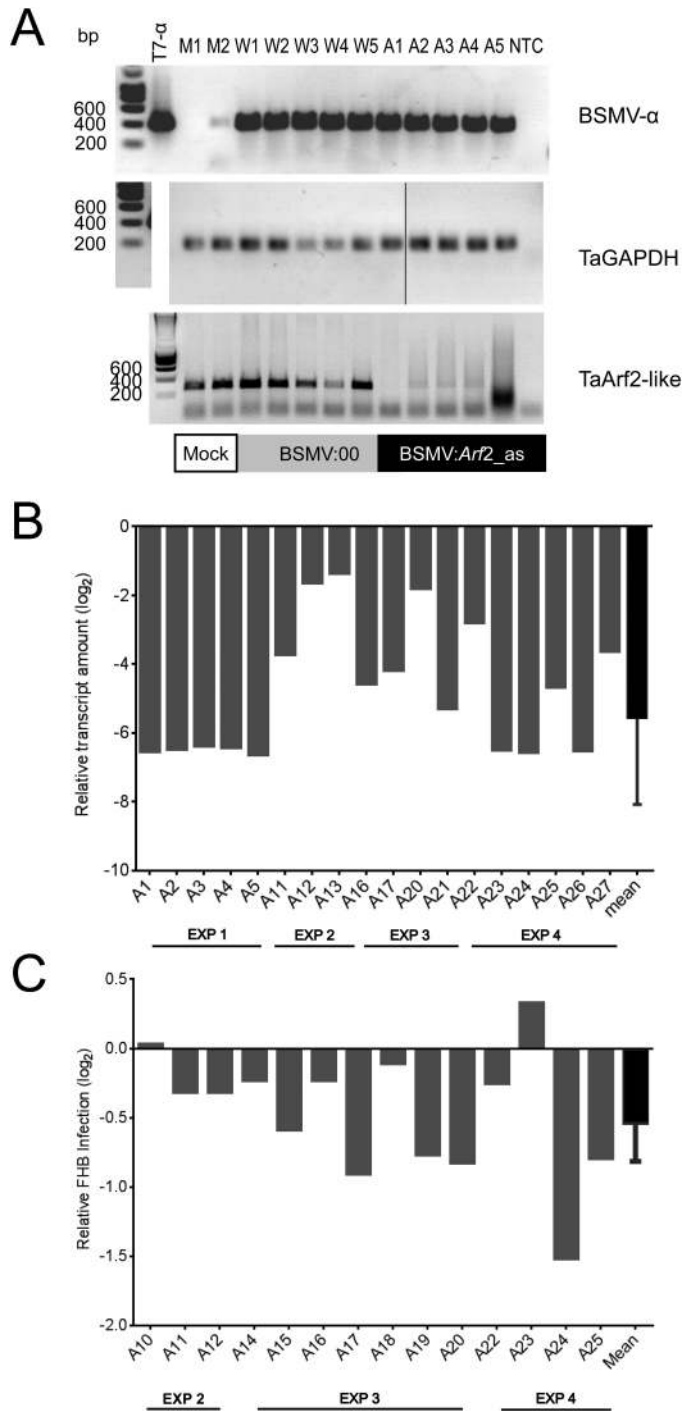 A
bp
T7-α
M1 M2 W1 W2 W3 W4 W5 A1 A2 A3 A4 A5 NTC
600
400
200
BSMV-α
600
400
200
TaGAPDH
600
400
200
TaArf2-like
Mock BSMV:00 BSMV:Arf2_as
B
Relative transcript amount (log2)
0
-2
-4
-6
-8
-10
A1 A2 A3 A4 A5 A11 A12 A13 A16 A17 A20 A21 A22 A23 A24 A25 A26 A27 mean
EXP 1 EXP 2 EXP 3 EXP 4
C
Relative FHB Infection (log2)
0.5
0.0
-0.5
-1.0
-1.5
-2.0
A10 A11 A12 A14 A15 A16 A17 A18 A19 A20 A22 A23 A24 A25 Mean
EXP 2 EXP 3 EXP 4